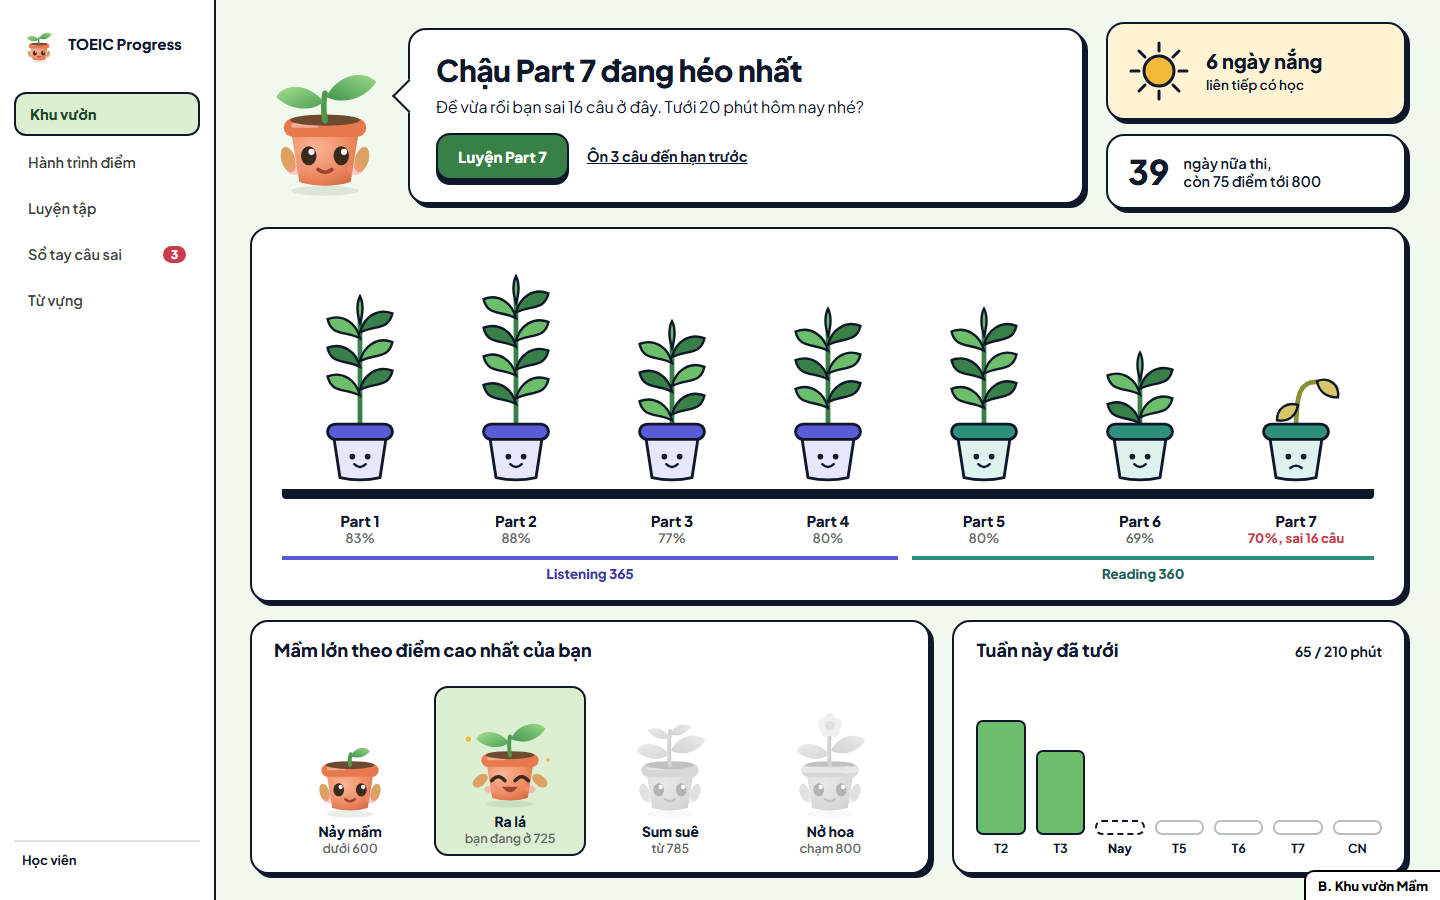 TOEIC Progress
Khu vườn
Hành trình điểm
Luyện tập
Sổ tay câu sai
3
Từ vựng
Học viên
Chậu Part 7 đang héo nhất
Đề vừa rồi bạn sai 16 câu ở đây. Tưới 20 phút hôm nay nhé?
Luyện Part 7
Ôn 3 câu đến hạn trước
6 ngày nắng
liên tiếp có học
39
ngày nữa thi,
còn 75 điểm tới 800
Part 1
83%
Part 2
88%
Part 3
77%
Part 4
80%
Part 5
80%
Part 6
69%
Part 7
70%, sai 16 câu
Listening 365
Reading 360
Mầm lớn theo điểm cao nhất của bạn
Nảy mầm
dưới 600
Ra lá
bạn đang ở 725
Sum suê
từ 785
Nở hoa
chạm 800
Tuần này đã tưới
65 / 210 phút
T2
T3
Nay
T5
T6
T7
CN
B. Khu vườn Mầm